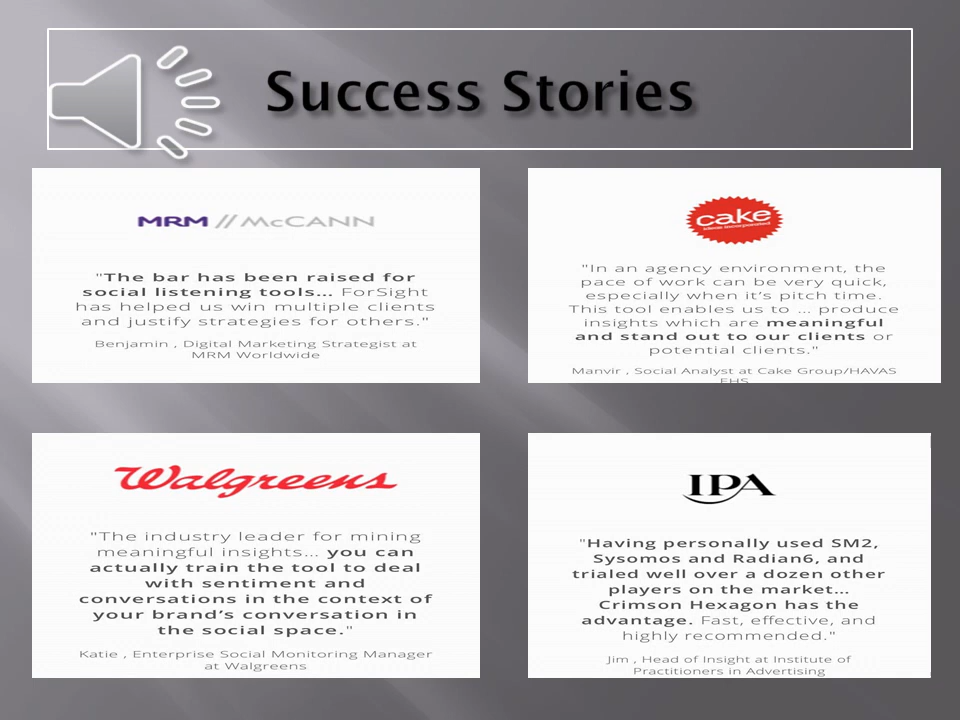 Success Stories
MRM // McCANN
"The bar has been raised for
social listening tools... ForSight
has helped us win multiple clients
and justify strategies for others."
Benjamin , Digital Marketing Strategist at
MRM Worldwide
cake
ideas incorporated
"In an agency environment, the
pace of work can be very quick,
especially when it's pitch time.
This tool enables us to ... produce
insights which are meaningful
and stand out to our clients or
potential clients."
Manvir , Social Analyst at Cake Group/HAVAS
EHS
Walgreens
"The industry leader for mining
meaningful insights... you can
actually train the tool to deal
with sentiment and
conversations in the context of
your brand's conversation in
the social space."
Katie , Enterprise Social Monitoring Manager
at Walgreens
IPA
"Having personally used SM2,
Sysomos and Radian6, and
trialed well over a dozen other
players on the market...
Crimson Hexagon has the
advantage. Fast, effective, and
highly recommended."
Jim , Head of Insight at Institute of
Practitioners in Advertising